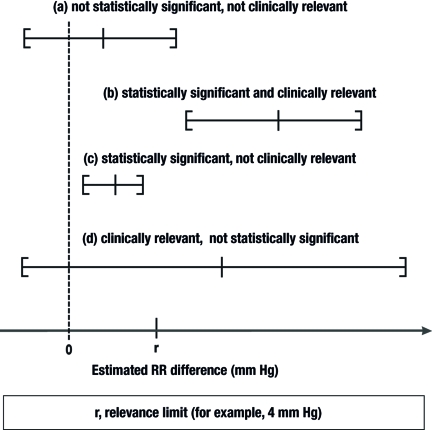 (a) not statistically significant, not clinically relevant
(b) statistically significant and clinically relevant
(c) statistically significant, not clinically relevant
(d) clinically relevant, not statistically significant
0 r
Estimated RR difference (mm Hg)
r, relevance limit (for example, 4 mm Hg)